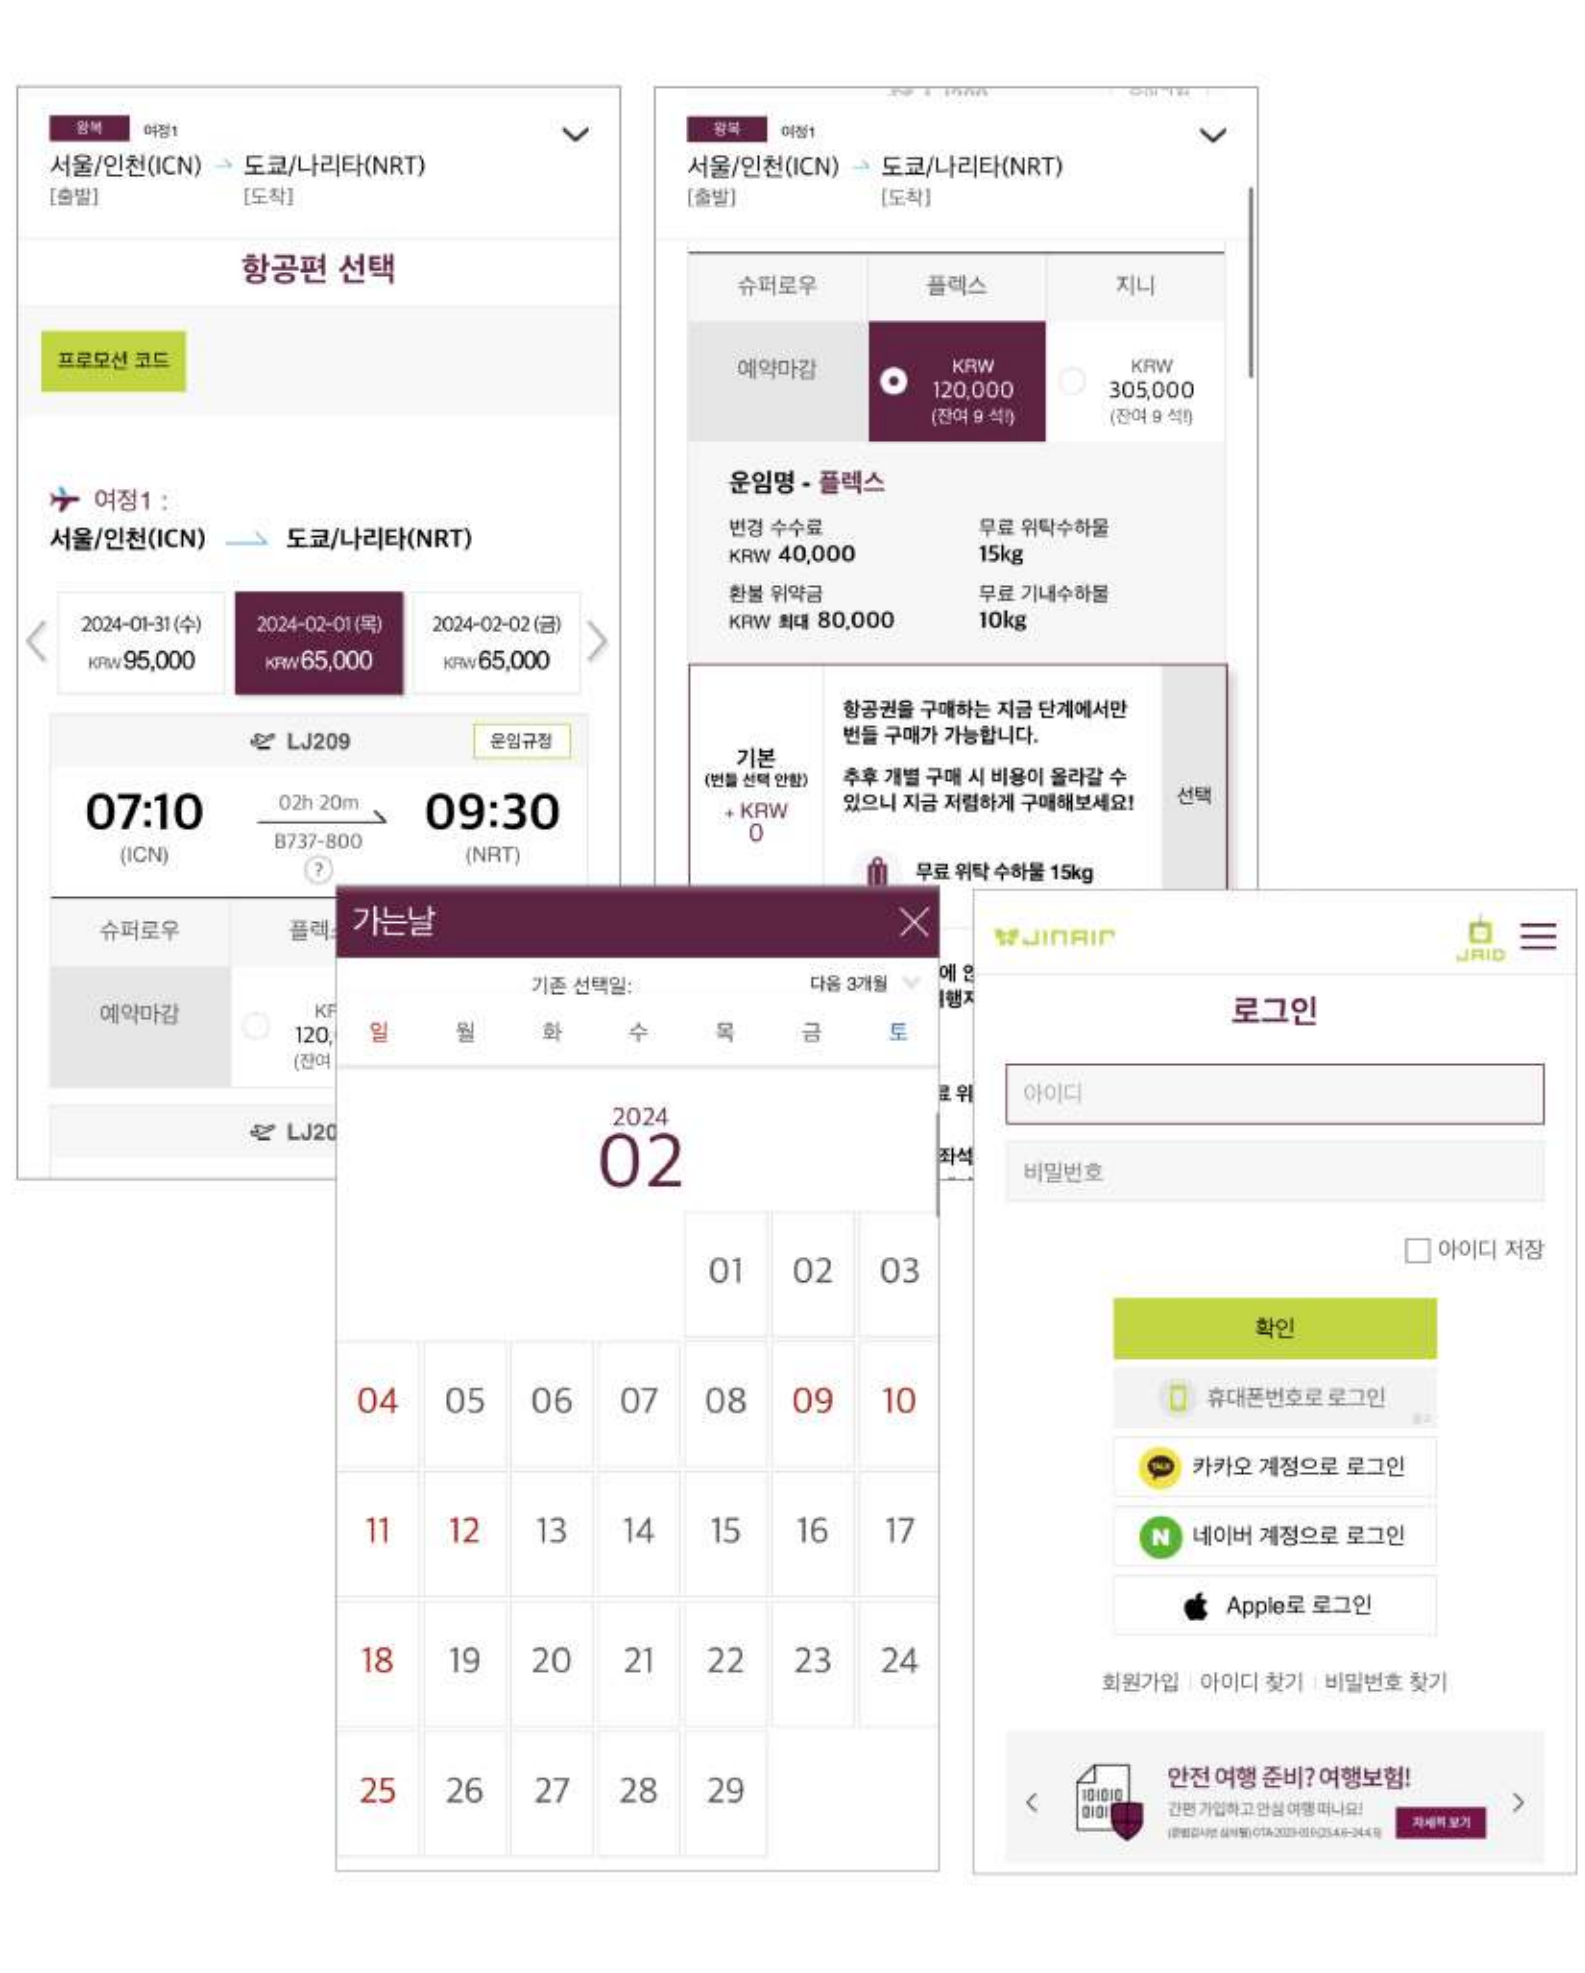 왕복 여정1
서울/인천(ICN) 도쿄/나리타(NRT)
[출발] [도착]
항공편 선택
프로모션 코드
여정1 :
서울/인천(ICN) 도쿄/나리타(NRT)
2024-01-31 (수) 2024-02-01 (목) 2024-02-02 (금)
KRW 95,000 KRW 65,000 KRW 65,000
LJ209 운임규정
07:10 02h 20m 09:30
(ICN) B737-800 (NRT)
?
슈퍼로우 플렉
예약마감
120,
(잔여
LJ20
왕복 여정1
서울/인천(ICN) 도쿄/나리타(NRT)
[출발] [도착]
슈퍼로우 플렉스 지니
예약마감 KRW KRW
120,000 305,000
(잔여 9 석!) (잔여 9 석!)
운임명 - 플렉스
변경 수수료 무료 위탁수하물
KRW 40,000 15kg
환불 위약금 무료 기내수하물
KRW 최대 80,000 10kg
항공권을 구매하는 지금 단계에서만
번들 구매가 가능합니다.
기본
(번들 선택 안함)
추후 개별 구매 시 비용이 올라갈 수
있으니 지금 저렴하게 구매해보세요!
선택
+ KRW
0
무료 위탁 수하물 15kg
가는날
기존 선택일: 다음 3개월
일 월 화 수 목 금 토
2024
02
01 02 03
04 05 06 07 08 09 10
11 12 13 14 15 16 17
18 19 20 21 22 23 24
25 26 27 28 29
위
좌석
JINAIR JAID
로그인
아이디
비밀번호
아이디 저장
확인
휴대폰번호로 로그인
TALK 카카오 계정으로 로그인
N 네이버 계정으로 로그인
Apple로 로그인
회원가입 아이디 찾기 비밀번호 찾기
안전 여행 준비? 여행보험!
간편 가입하고 안심 여행 떠나요!
자세히 보기